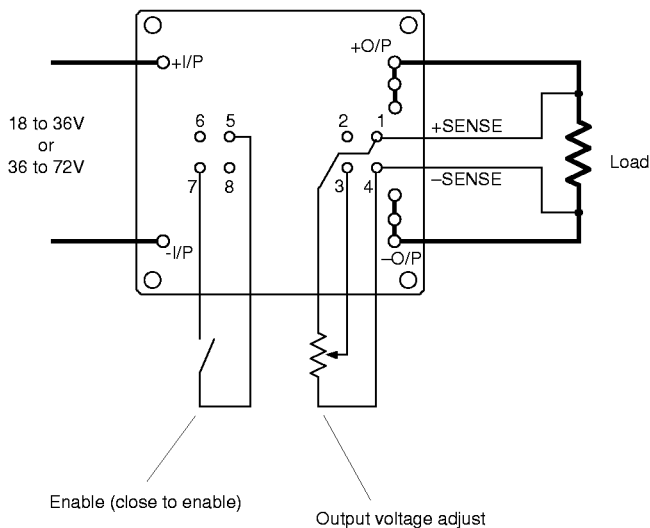 +O/P
+I/P
18 to 36V
or
36 to 72V
6 5
2 1
+SENSE
7 8
3 4
–SENSE
Load
-I/P
–O/P
Enable (close to enable)
Output voltage adjust